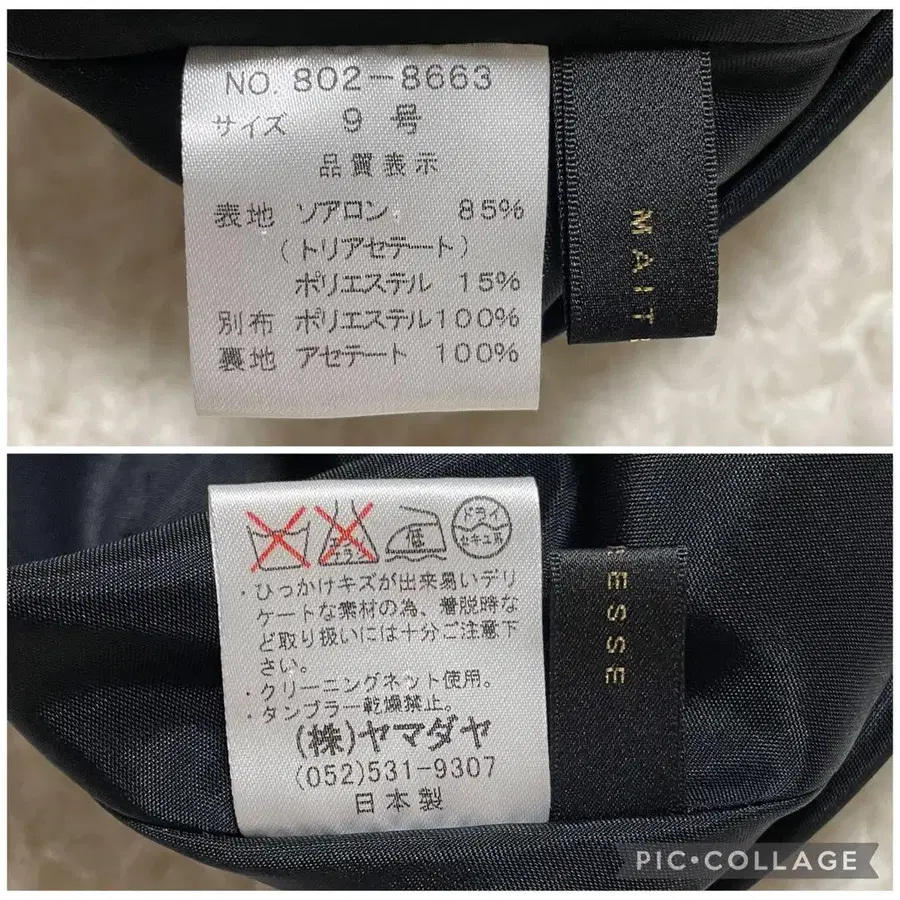 NO. 802-8663
サイズ 9 号
品質表示
表地 ソアロン 85%
(トリアセテート)
ポリエステル 15%
別布 ポリエステル100%
裏地 アセテート 100%
MAIT
エンソ
エラシ
低
ドライ
セキユ系
・ひっかけキズが出来易いデリ
ケートな素材の為、着脱時な
ど取り扱いには十分ご注意下
さい。
・クリーニングネット使用。
・タンブラー乾燥禁止。
(株)ヤマダヤ
(052)531-9307
日本製
ESSE
PIC•COLLAGE